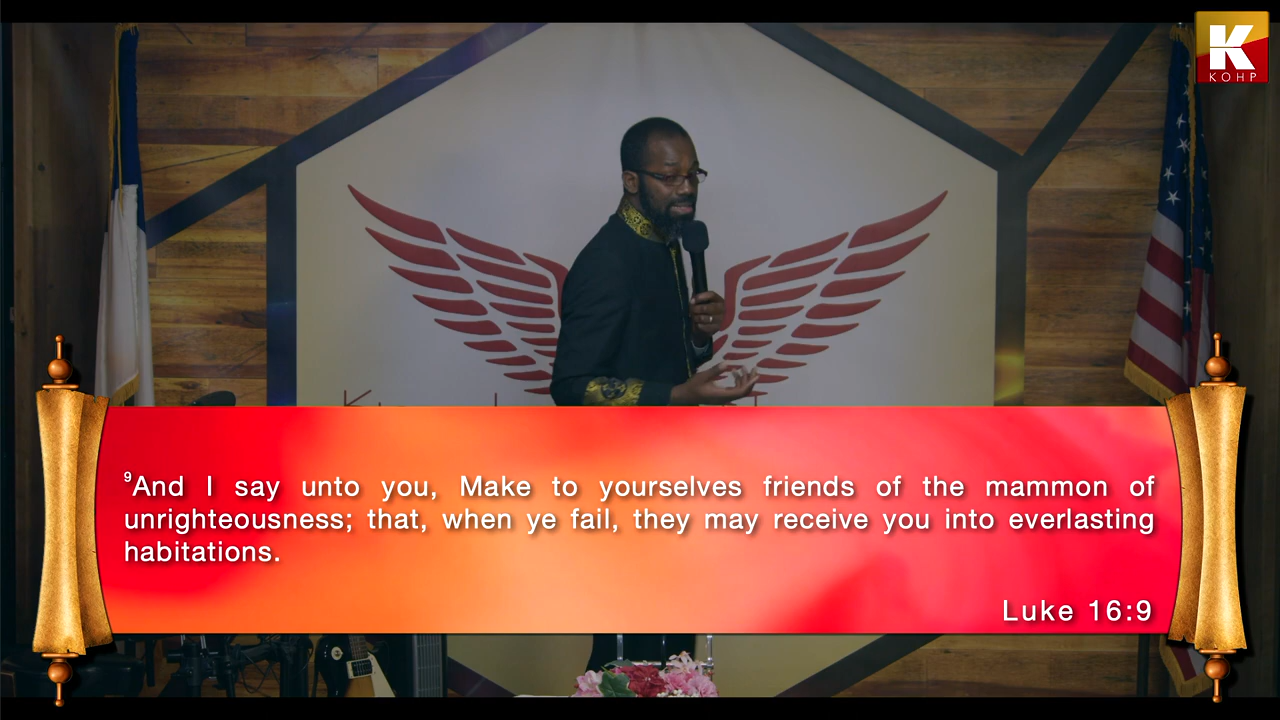 K
KOHP
⁹And I say unto you, Make to yourselves friends of the mammon of
unrighteousness; that, when ye fail, they may receive you into everlasting
habitations.
Luke 16:9